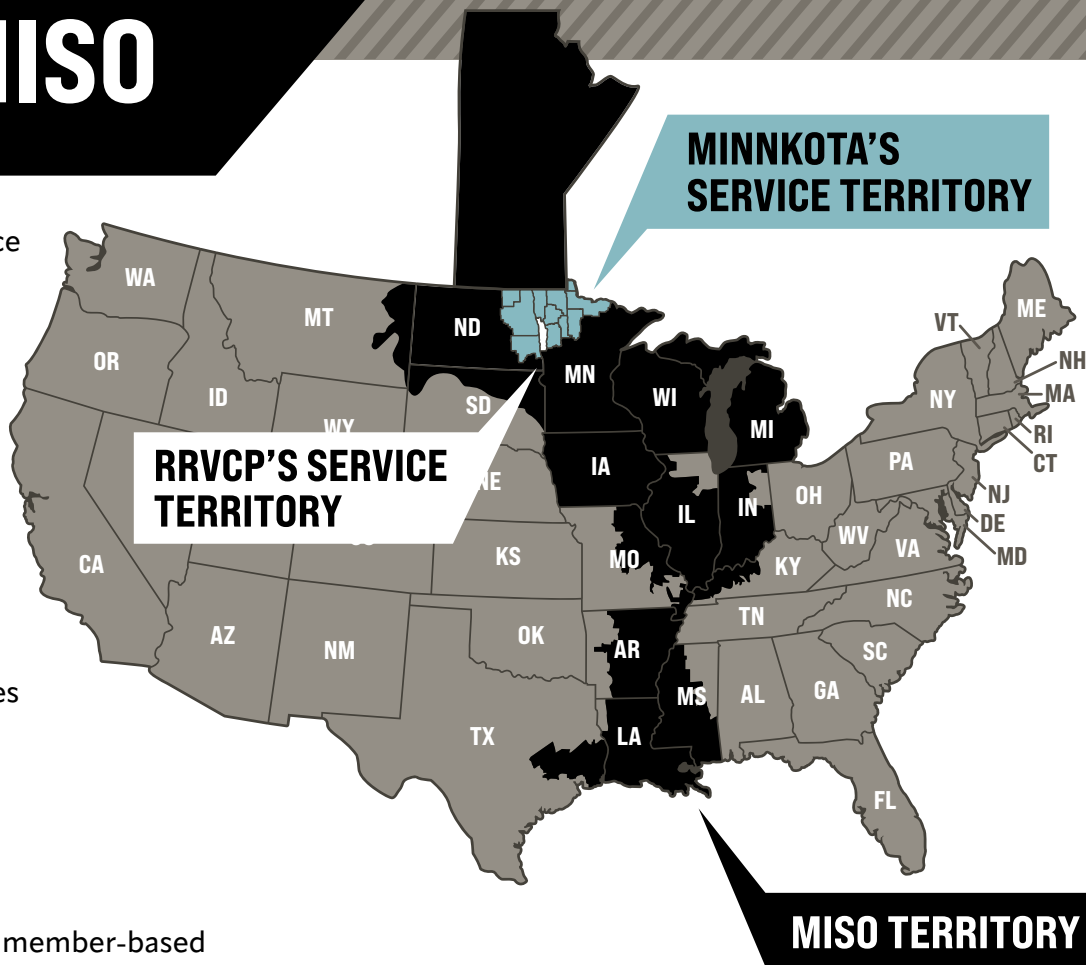 MISO
MINNKOTA'S
SERVICE TERRITORY
ce
WA
MT
ND
ME
VT
OR
NH
MN
ID
WI
NY
MA
SD
WY
MI
RI
RRVCP'S SERVICE
TERRITORY
IA
PA
CT
NE
OH
NJ
IL
IN
DE
WV
VA
MD
CA
KS
MO
KY
NC
TN
AZ
NM
OK
AR
SC
es
MS
AL
GA
TX
LA
FL
MISO TERRITORY
member-based